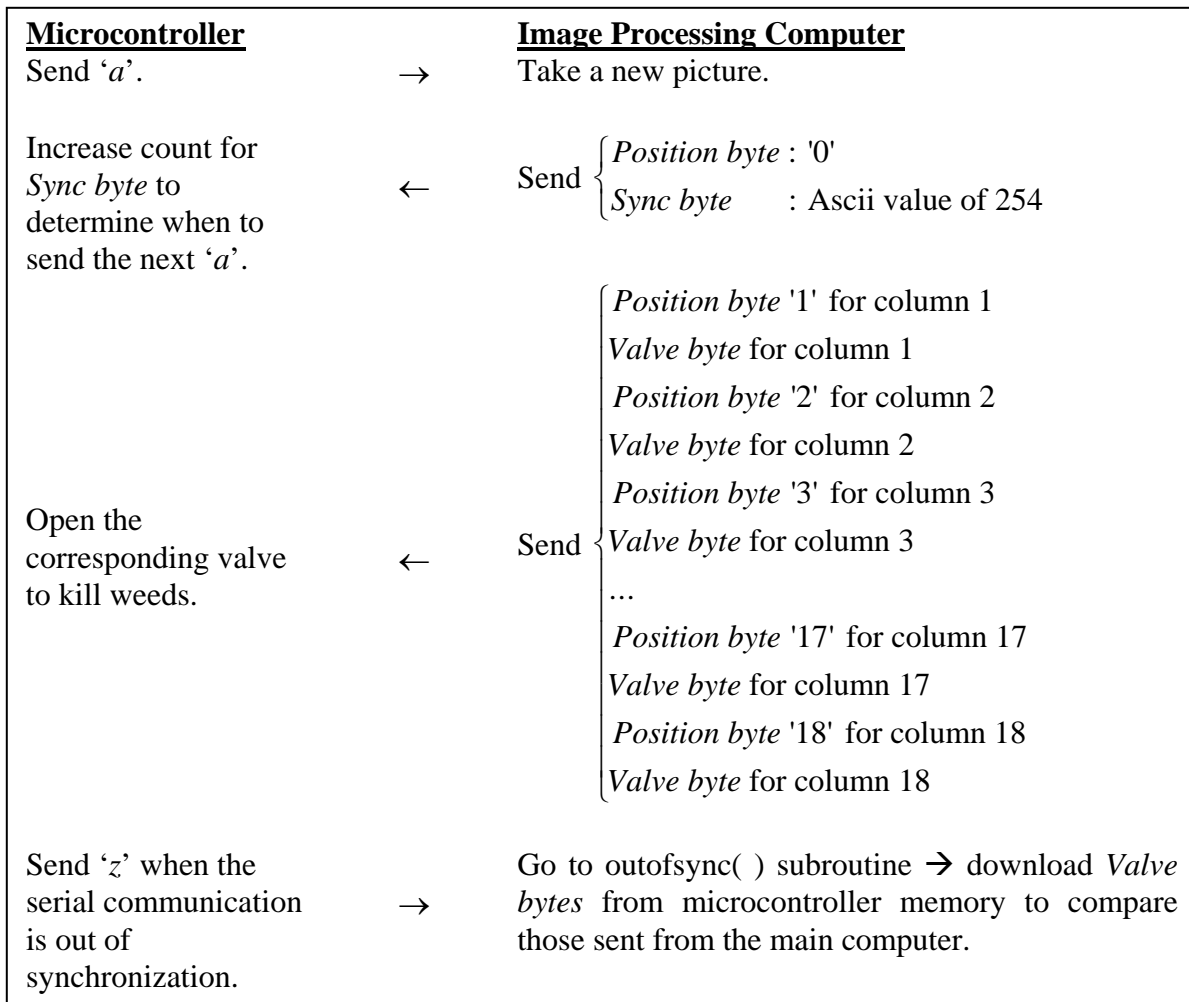 Microcontroller Image Processing Computer
Send ‘a’. → Take a new picture.
Increase count for
Sync byte to
determine when to
send the next ‘a’.
←
Send { Position byte : '0'
Sync byte : Ascii value of 254
Open the
corresponding valve
to kill weeds.
←
Send {
Position byte '1' for column 1
Valve byte for column 1
Position byte '2' for column 2
Valve byte for column 2
Position byte '3' for column 3
Valve byte for column 3
...
Position byte '17' for column 17
Valve byte for column 17
Position byte '18' for column 18
Valve byte for column 18
Send ‘z’ when the
serial communication
is out of
synchronization.
→
Go to outofsync( ) subroutine → download Valve
bytes from microcontroller memory to compare
those sent from the main computer.